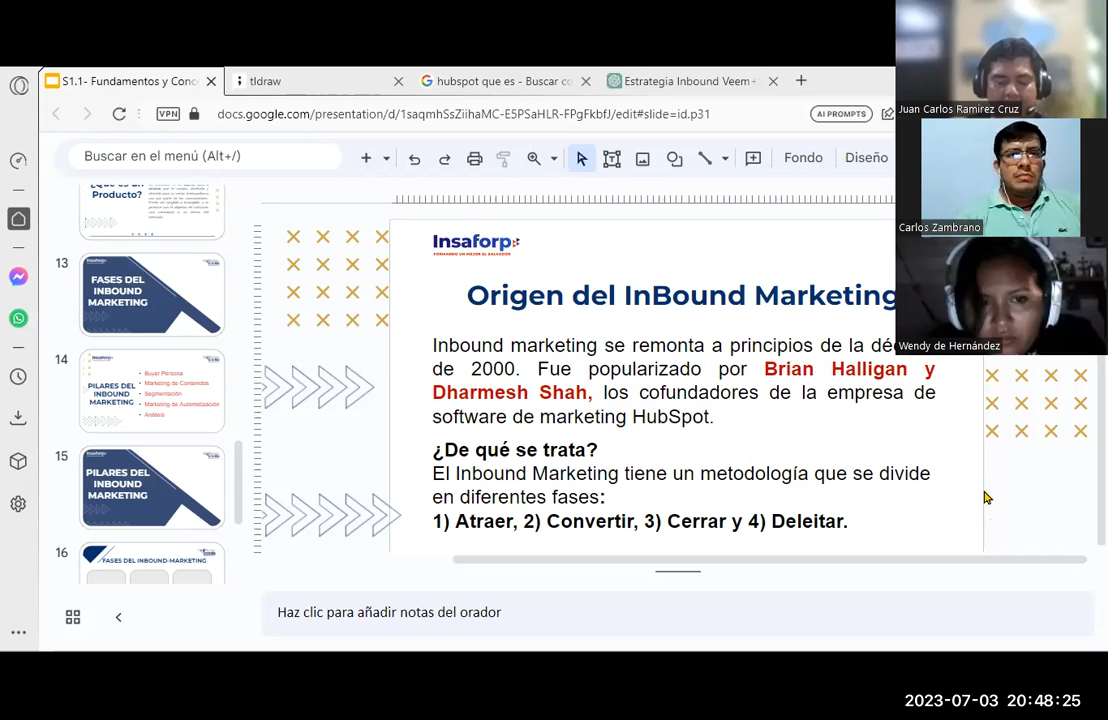 S1.1- Fundamentos y Conc
tldraw
hubspot que es - Buscar co
Estrategia Inbound Veem+
VPN
docs.google.com/presentation/d/1saqmhSsZiihaMC-E5PSaHLR-FPgFkbfJ/edit#slide=id.p31
AI PROMPTS
Buscar en el menú (Alt+/)
Fondo
Diseño
Juan Carlos Ramirez Cruz
Carlos Zambrano
Wendy de Hernández
¿Qué es un
Producto?
13
FASES DEL
INBOUND
MARKETING
14
Insaforp
PILARES DEL
INBOUND
MARKETING
• Buyer Persona
• Marketing de Contenidos
• Segmentación
• Marketing de Automatización
• Análisis
15
PILARES DEL
INBOUND
MARKETING
16
FASES DEL INBOUND-MARKETING
Insaforp
FORMANDO UN MEJOR EL SALVADOR
Origen del InBound Marketing
Inbound marketing se remonta a principios de la déc
de 2000. Fue popularizado por Brian Halligan y
Dharmesh Shah, los cofundadores de la empresa de
software de marketing HubSpot.
¿De qué se trata?
El Inbound Marketing tiene un metodología que se divide
en diferentes fases:
1) Atraer, 2) Convertir, 3) Cerrar y 4) Deleitar.
Haz clic para añadir notas del orador
2023-07-03 20:48:25